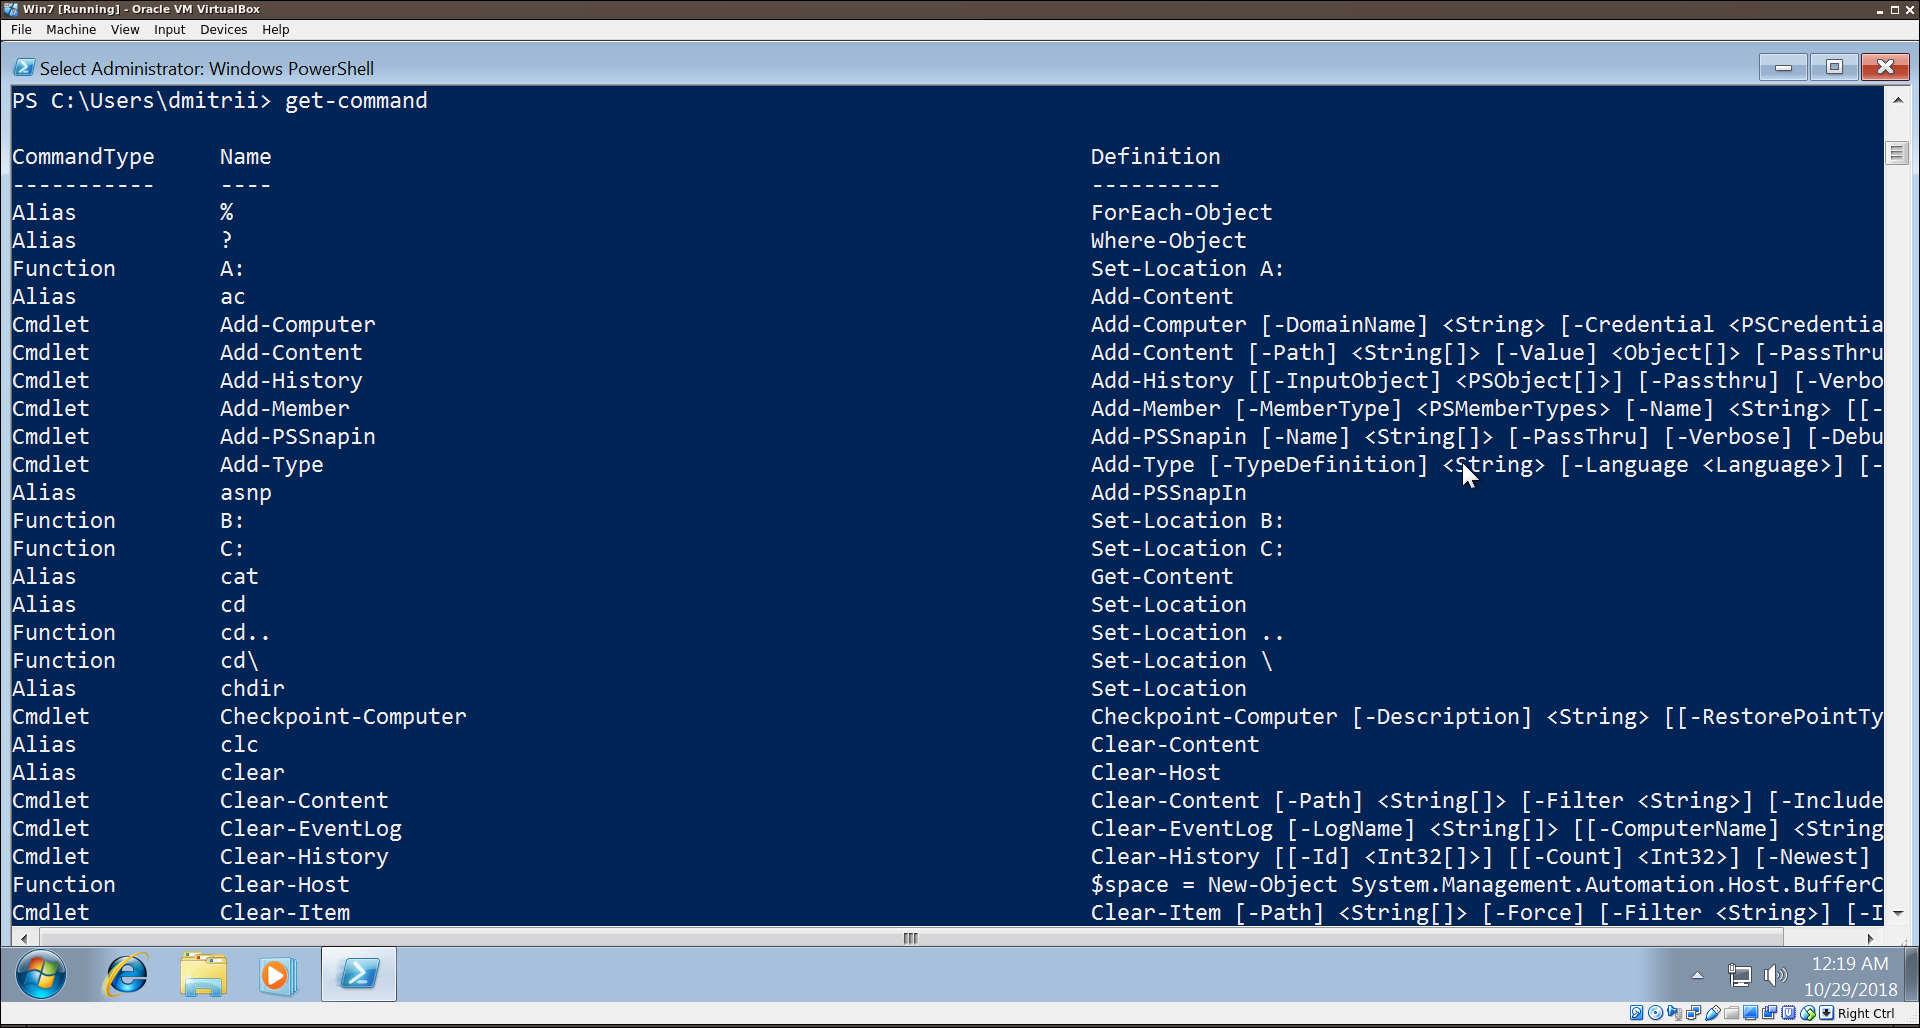 Win7 [Running] - Oracle VM VirtualBox
File Machine View Input Devices Help
Select Administrator: Windows PowerShell
PS C:\Users\dmitrii> get-command
CommandType Name Definition
----------- ---- ----------
Alias % ForEach-Object
Alias ? Where-Object
Function A: Set-Location A:
Alias ac Add-Content
Cmdlet Add-Computer Add-Computer [-DomainName] <String> [-Credential <PSCredentia
Cmdlet Add-Content Add-Content [-Path] <String[]> [-Value] <Object[]> [-PassThru
Cmdlet Add-History Add-History [[-InputObject] <PSObject[]>] [-Passthru] [-Verbo
Cmdlet Add-Member Add-Member [-MemberType] <PSMemberTypes> [-Name] <String> [[-
Cmdlet Add-PSSnapin Add-PSSnapin [-Name] <String[]> [-PassThru] [-Verbose] [-Debu
Cmdlet Add-Type Add-Type [-TypeDefinition] <String> [-Language <Language>] [-
Alias asnp Add-PSSnapIn
Function B: Set-Location B:
Function C: Set-Location C:
Alias cat Get-Content
Alias cd Set-Location
Function cd.. Set-Location ..
Function cd\ Set-Location \
Alias chdir Set-Location
Cmdlet Checkpoint-Computer Checkpoint-Computer [-Description] <String> [[-RestorePointTy
Alias clc Clear-Content
Alias clear Clear-Host
Cmdlet Clear-Content Clear-Content [-Path] <String[]> [-Filter <String>] [-Include
Cmdlet Clear-EventLog Clear-EventLog [-LogName] <String[]> [[-ComputerName] <String
Cmdlet Clear-History Clear-History [[-Id] <Int32[]>] [[-Count] <Int32>] [-Newest]
Function Clear-Host $space = New-Object System.Management.Automation.Host.BufferC
Cmdlet Clear-Item Clear-Item [-Path] <String[]> [-Force] [-Filter <String>] [-I
12:19 AM
10/29/2018
Right Ctrl